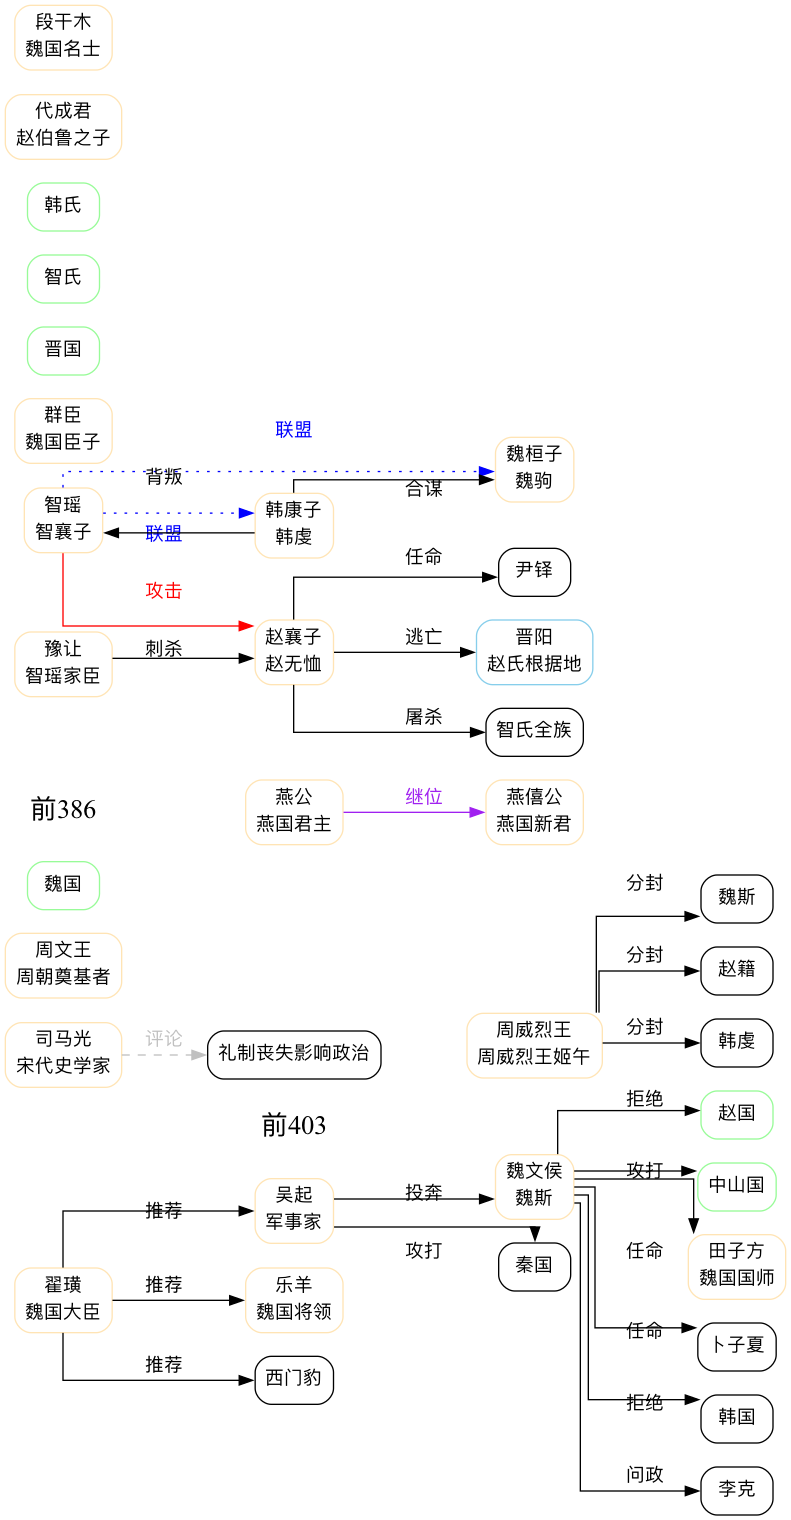 段干木
魏国名士
代成君
赵伯鲁之子
韩氏
智氏
晋国
群臣
魏国臣子
联盟
魏桓子
魏驹
背叛
合谋
智瑶
智襄子
韩康子
韩虔
联盟
任命
尹铎
攻击
赵襄子
赵无恤
逃亡
晋阳
赵氏根据地
豫让
智瑶家臣
刺杀
屠杀
智氏全族
前386
燕公
燕国君主
继位
燕僖公
燕国新君
魏国
分封
魏斯
周文王
周朝奠基者
分封
赵籍
司马光
宋代史学家
评论
礼制丧失影响政治
周威烈王
周威烈王姬午
分封
韩虔
前403
拒绝
赵国
吴起
军事家
投奔
魏文侯
魏斯
攻打
中山国
推荐
攻打
秦国
任命
田子方
魏国国师
翟璜
魏国大臣
推荐
乐羊
魏国将领
任命
卜子夏
推荐
西门豹
拒绝
韩国
问政
李克